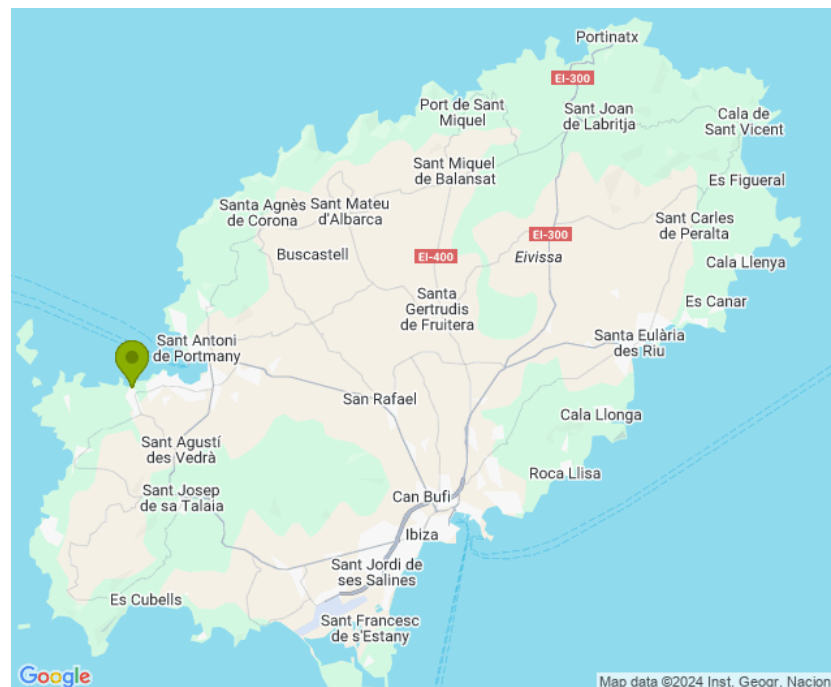 Portinatx
EI-300
Port de Sant
Miquel
Sant Joan
de Labritja
Cala de
Sant Vicent
Sant Miquel
de Balansat
Es Figueral
Santa Agnès
de Corona
Sant Mateu
d'Albarca
Sant Carles
de Peralta
EI-300
Buscastell
EI-400
Eivissa
Cala Llenya
Santa
Gertrudis
de Fruitera
Es Canar
Sant Antoni
de Portmany
Santa Eulària
des Riu
San Rafael
Cala Llonga
Sant Agustí
des Vedrà
Roca Llisa
Sant Josep
de sa Talaia
Can Bufi
Ibiza
Sant Jordi de
ses Salines
Es Cubells
Sant Francesc
de s'Estany
Google
Map data ©2024 Inst. Geogr. Nacion